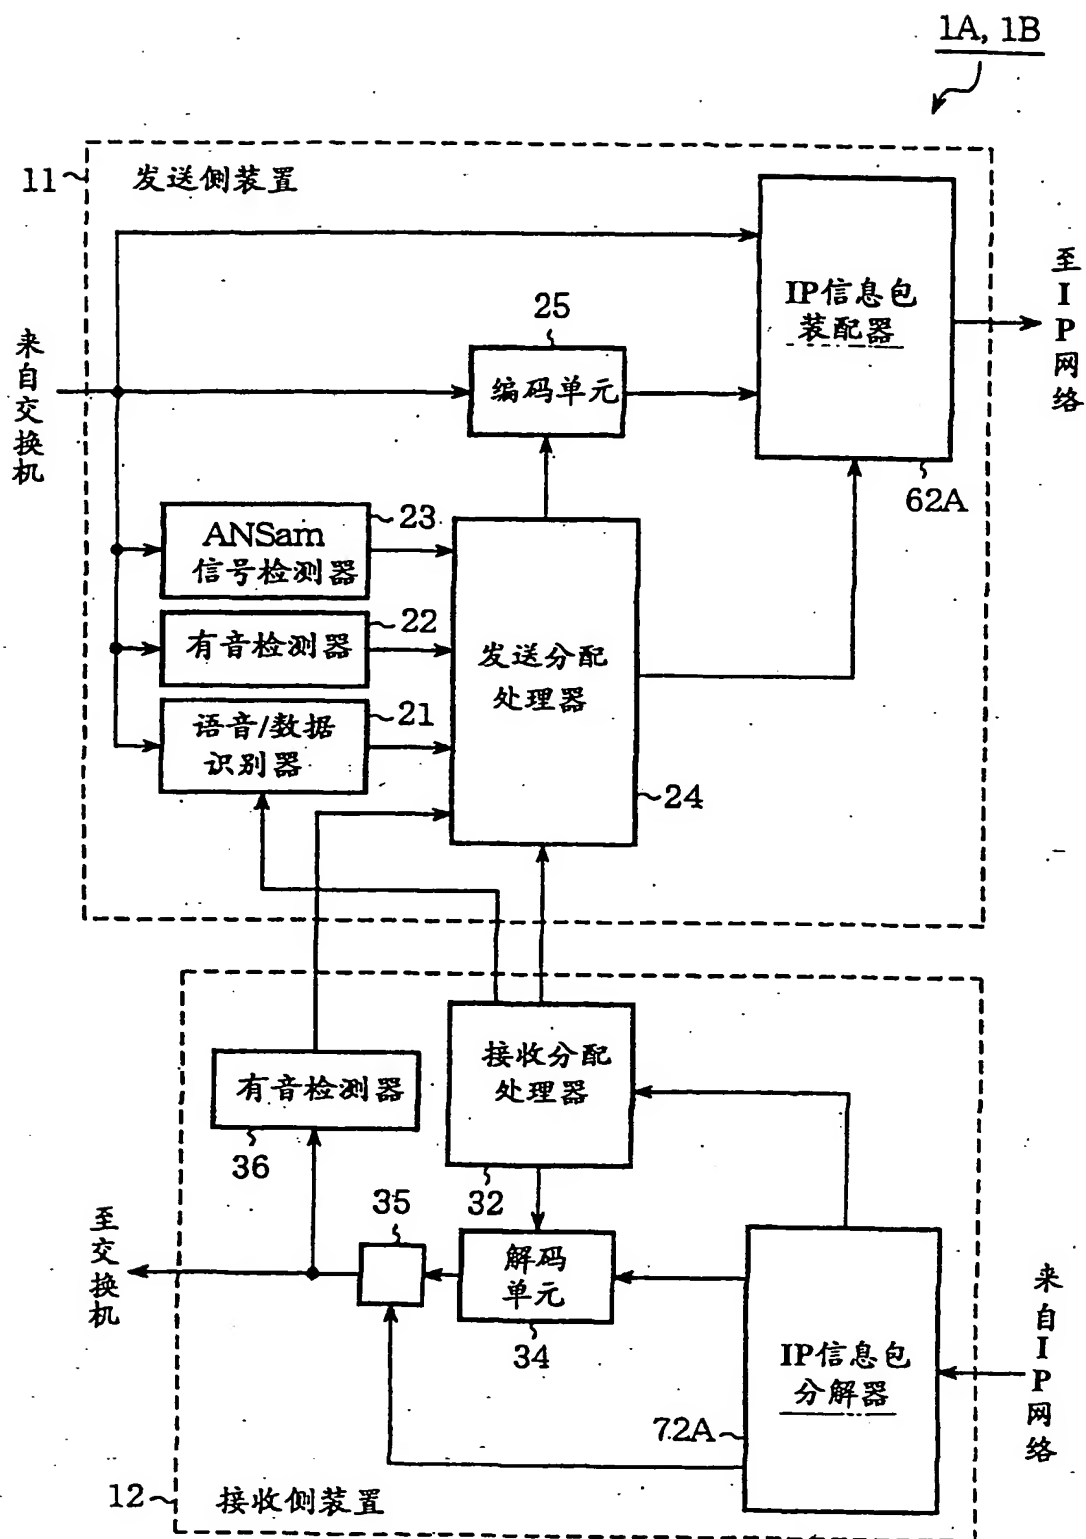 1A, 1B
11
发送侧装置
IP信息包
装配器
62A
至IP网络
25
编码单元
来自交换机
ANSam
信号检测器
23
有音检测器
22
语音/数据
识别器
21
发送分配
处理器
24
接收分配
处理器
32
有音检测器
36
35
解码
单元
34
至交换机
IP信息包
分解器
72A
来自IP网络
12
接收侧装置